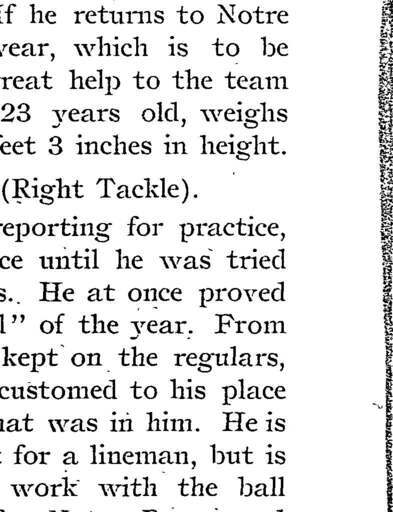 If he returns to Notre
year, which is to be
great help to the team
23 years old, weighs
feet 3 inches in height.
(Right Tackle).
reporting for practice,
ce until he was tried
s. He at once proved
l" of the year. From
kept on the regulars,
customed to his place
hat was in him. He is
for a lineman, but is
work with the ball